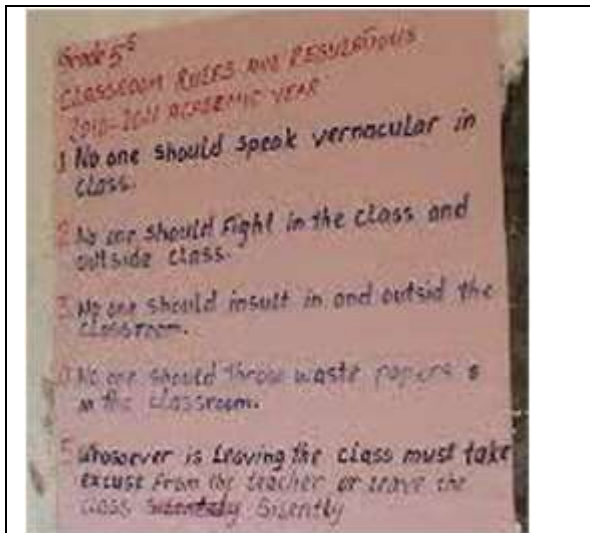 Grade 5s
CLASSROOM RULES AND REGULATIONS
ACADEMIC YEAR
1 No one should speak vernacular in
class.
2 No one should Fight in the class and
outside class.
3 No one should insult in and outsid the
classroom.
4 No one should throw waste papers
in the classroom.
5 Whosoever is leaving the class must take
excuse from the teacher or leave the
class Silently